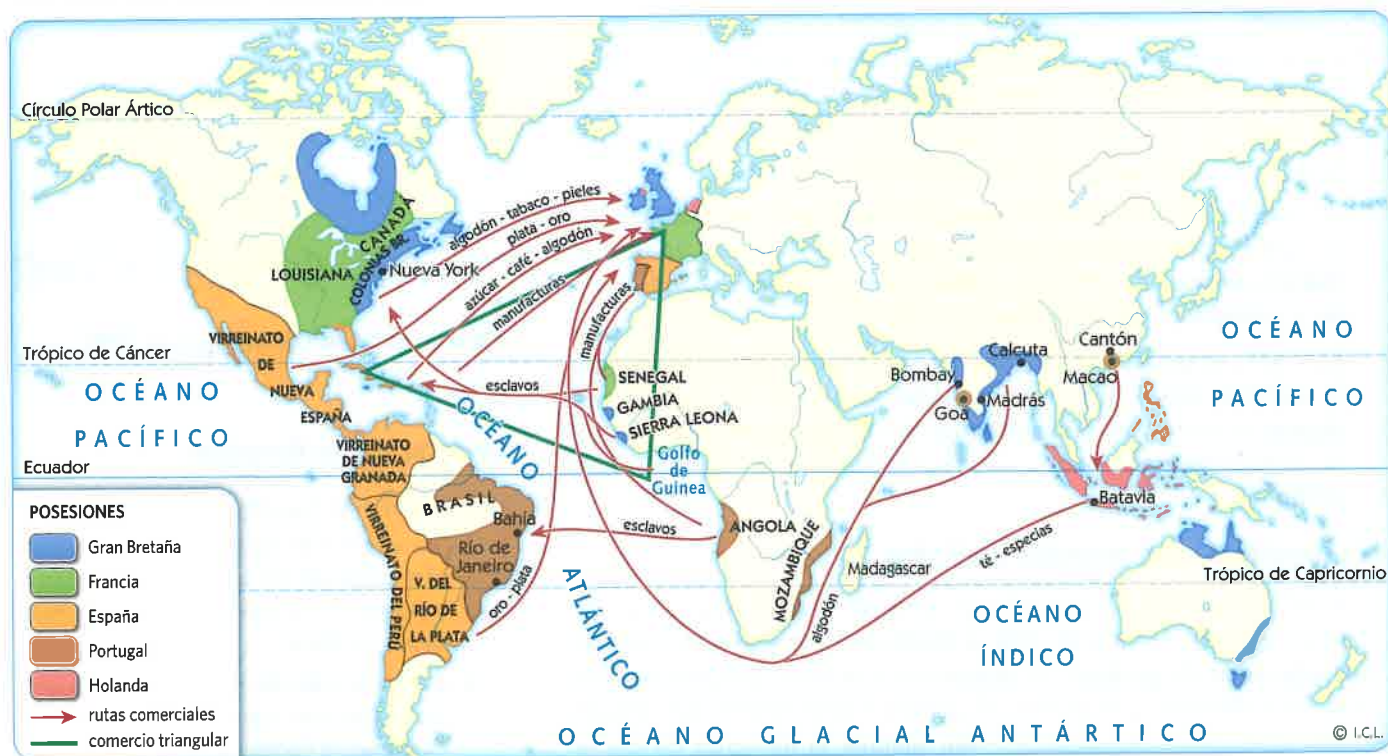 Círculo Polar Ártico
CANADÁ
LOUISIANA
COLONIAS BR.
Nueva York
algodón - tabaco - pieles
plata - oro
azúcar - café - algodón
manufacturas
manufacturas
Trópico de Cáncer
OCÉANO
PACÍFICO
VIRREINATO
DE
NUEVA
ESPAÑA
esclavos
SENEGAL
GAMBIA
SIERRA LEONA
OCÉANO
ATLÁNTICO
Golfo
de
Guinea
Bombay
Calcuta
Goa
Madrás
Cantón
Macao
OCÉANO
PACÍFICO
Ecuador
VIRREINATO
DE NUEVA
GRANADA
BRASIL
Bahía
Río de
Janeiro
VIRREINATO DEL PERÚ
V. DEL
RÍO DE
LA PLATA
oro - plata
esclavos
ANGOLA
MOZAMBIQUE
Madagascar
algodón
té - especias
Batavia
Trópico de Capricornio
OCÉANO
ÍNDICO
OCÉANO GLACIAL ANTÁRTICO
POSESIONES
Gran Bretaña
Francia
España
Portugal
Holanda
rutas comerciales
comercio triangular
© I.C.L.